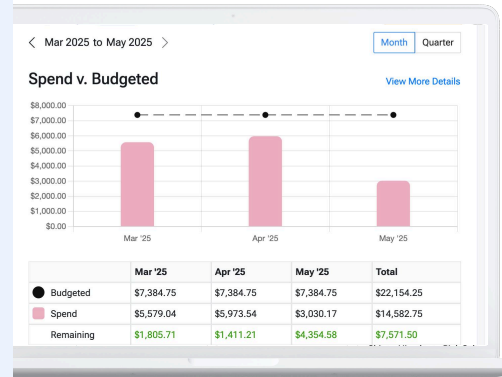 Mar 2025 to May 2025
Month Quarter
Spend v. Budgeted
View More Details
$8,000.00
$7,000.00
$6,000.00
$5,000.00
$4,000.00
$3,000.00
$2,000.00
$1,000.00
$0.00
Mar '25 Apr '25 May '25
Mar '25 Apr '25 May '25 Total
Budgeted $7,384.75 $7,384.75 $7,384.75 $22,154.25
Spend $5,579.04 $5,973.54 $3,030.17 $14,582.75
Remaining $1,805.71 $1,411.21 $4,354.58 $7,571.50